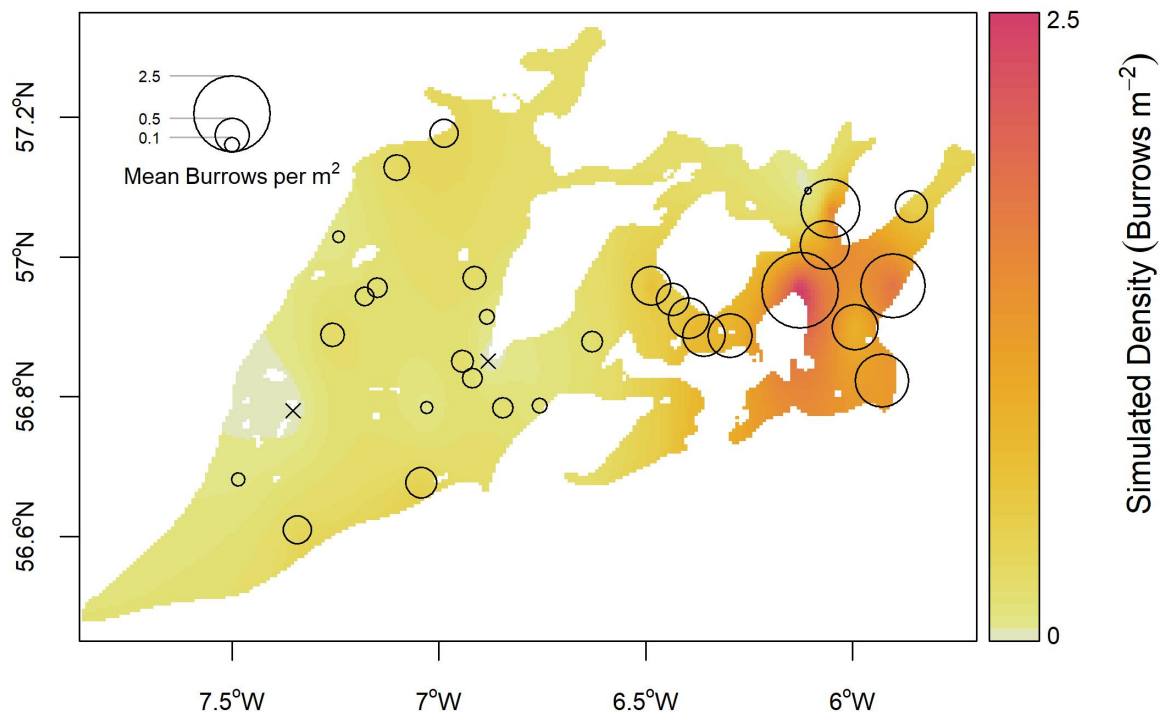 2.5
0.5
0.1
Mean Burrows per m²
57.2°N
57°N
56.8°N
56.6°N
7.5°W
7°W
6.5°W
6°W
2.5
0
Simulated Density (Burrows m⁻²)